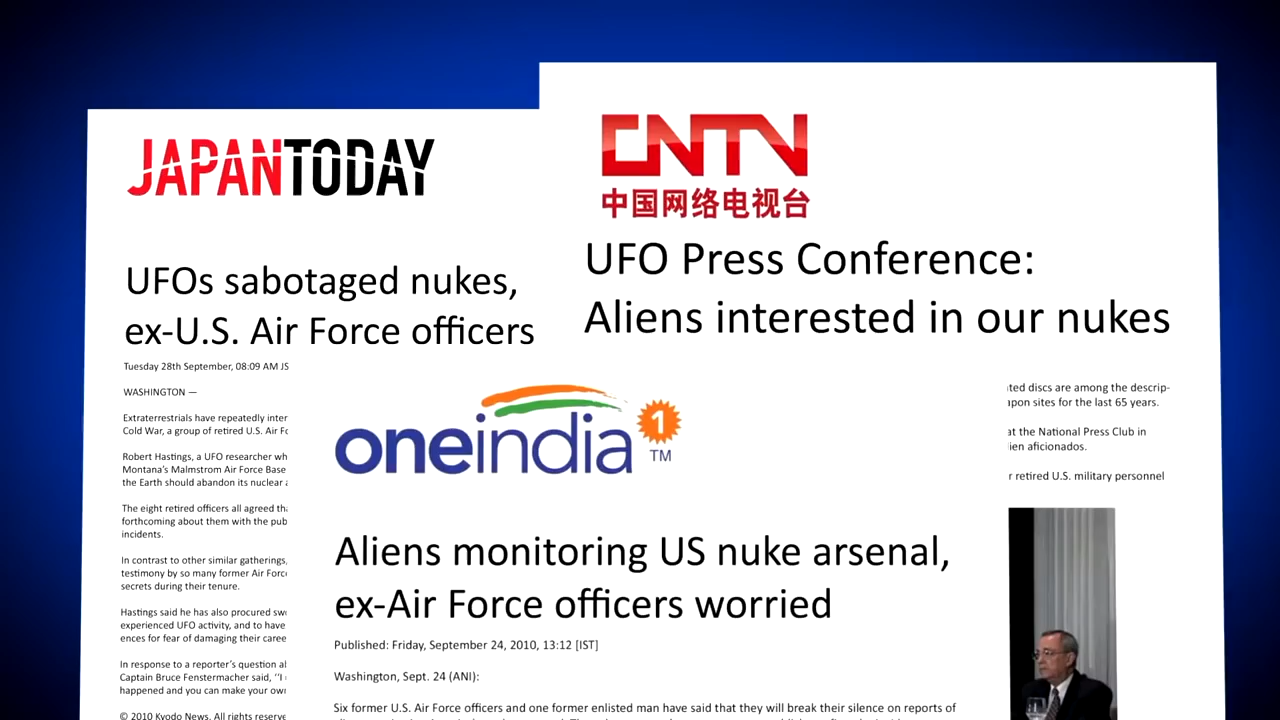 JAPANTODAY
UFOs sabotaged nukes,
ex-U.S. Air Force officers
Tuesday 28th September, 08:09 AM
WASHINGTON —
Extraterrestrials have repeatedly
Cold War, a group of retired U.S. Air
Robert Hastings, a UFO researcher
Montana's Malmstrom Air Force Base
the Earth should abandon its nuclear
The eight retired officers all agreed
forthcoming about them with the
incidents.
In contrast to other similar gatherings,
testimony by so many former Air
secrets during their tenure.
Hastings said he has also procured
experienced UFO activity, and to have
ences for fear of damaging their
In response to a reporter's question
Captain Bruce Fenstermacher said, ''I
happened and you can make your
© 2010 Kyodo News. All rights
CNTV
中国网络电视台
UFO Press Conference:
Aliens interested in our nukes
discs are among the descrip-
sites for the last 65 years.
at the National Press Club in
aficionados.
retired U.S. military personnel
oneindia 1
TM
Aliens monitoring US nuke arsenal,
ex-Air Force officers worried
Published: Friday, September 24, 2010, 13:12 [IST]
Washington, Sept. 24 (ANI):
Six former U.S. Air Force officers and one former enlisted man have said that they will break their silence on reports of